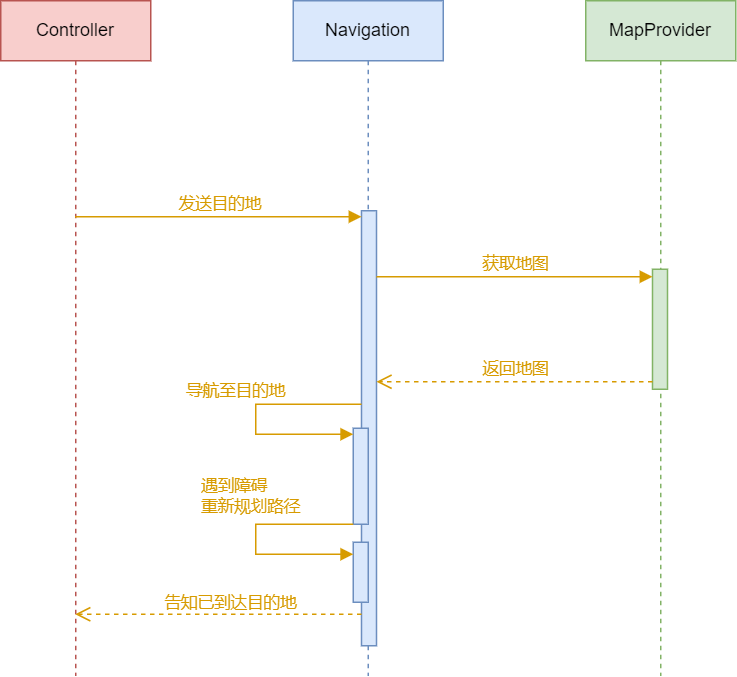 Controller
Navigation
MapProvider
发送目的地
获取地图
返回地图
导航至目的地
遇到障碍
重新规划路径
告知已到达目的地